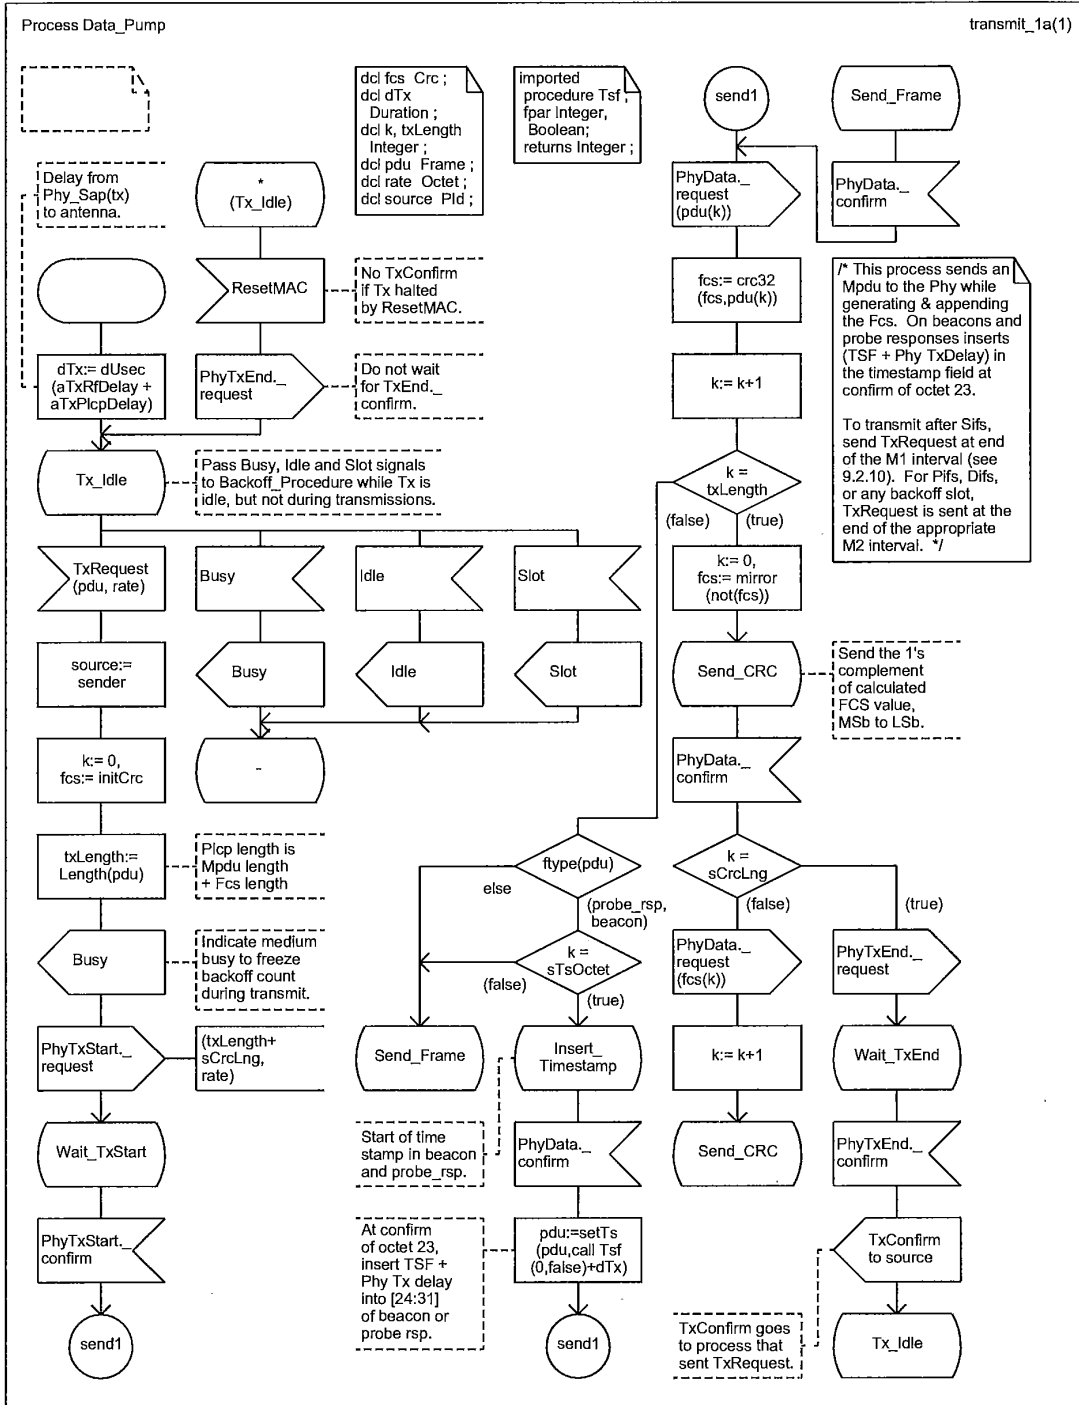 Process Data_Pump
transmit_1a(1)
dcl fcs Crc ;
dcl dTx
Duration ;
dcl k, txLength
Integer ;
dcl pdu Frame ;
dcl rate Octet ;
dcl source PId ;
imported
procedure Tsf ;
fpar Integer,
Boolean;
returns Integer ;
Delay from
Phy_Sap(tx)
to antenna.
*
(Tx_Idle)
ResetMAC
No TxConfirm
if Tx halted
by ResetMAC.
dTx:= dUsec
(aTxRfDelay +
aTxPlcpDelay)
PhyTxEnd._
request
Do not wait
for TxEnd._
confirm.
Tx_Idle
Pass Busy, Idle and Slot signals
to Backoff_Procedure while Tx is
idle, but not during transmissions.
TxRequest
(pdu, rate)
Busy
Idle
Slot
source:=
sender
Busy
Idle
Slot
k:= 0,
fcs:= initCrc
-
txLength:=
Length(pdu)
Plcp length is
Mpdu length
+ Fcs length
Busy
Indicate medium
busy to freeze
backoff count
during transmit.
PhyTxStart._
request
(txLength+
sCrcLng,
rate)
Wait_TxStart
PhyTxStart._
confirm
send1
send1
Send_Frame
PhyData._
request
(pdu(k))
PhyData._
confirm
fcs:= crc32
(fcs,pdu(k))
k:= k+1
/* This process sends an
Mpdu to the Phy while
generating & appending
the Fcs. On beacons and
probe responses inserts
(TSF + Phy TxDelay) in
the timestamp field at
confirm of octet 23.
To transmit after Sifs,
send TxRequest at end
of the M1 interval (see
9.2.10). For Pifs, Difs,
or any backoff slot,
TxRequest is sent at the
end of the appropriate
M2 interval. */
k =
txLength
(false)
(true)
k:= 0,
fcs:= mirror
(not(fcs))
Send_CRC
Send the 1's
complement
of calculated
FCS value,
MSb to LSb.
PhyData._
confirm
ftype(pdu)
else
(probe_rsp,
beacon)
k =
sTsOctet
(false)
(true)
Send_Frame
Insert_
Timestamp
Start of time
stamp in beacon
and probe_rsp.
PhyData._
confirm
At confirm
of octet 23,
insert TSF +
Phy Tx delay
into [24:31]
of beacon or
probe rsp.
pdu:=setTs
(pdu,call Tsf
(0,false)+dTx)
send1
k =
sCrcLng
(false)
(true)
PhyData._
request
(fcs(k))
k:= k+1
Send_CRC
PhyTxEnd._
request
Wait_TxEnd
PhyTxEnd._
confirm
TxConfirm
to source
TxConfirm goes
to process that
sent TxRequest.
Tx_Idle